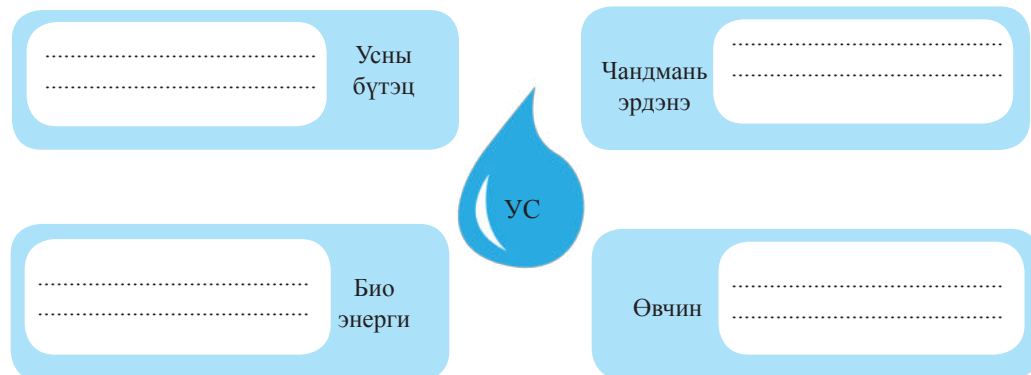 Усны
бүтэц
Чандмань
эрдэнэ
УС
Био
энерги
Өвчин